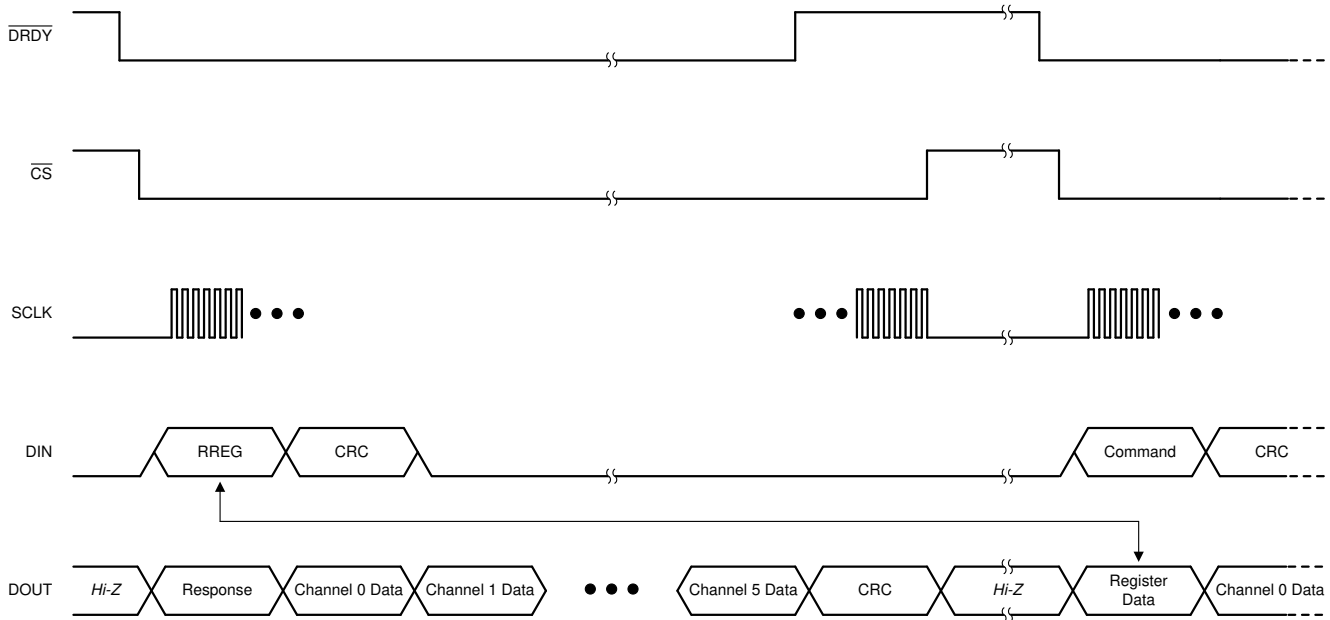 DRDY
CS
SCLK
DIN
RREG
CRC
Command
CRC
DOUT
Hi-Z
Response
Channel 0 Data
Channel 1 Data
Channel 5 Data
CRC
Hi-Z
Register
Data
Channel 0 Data